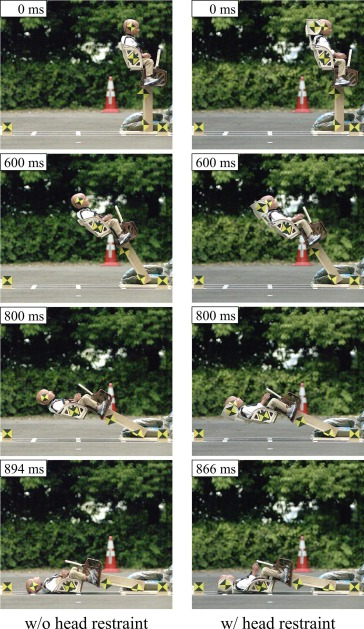 0 ms
0 ms
600 ms
600 ms
800 ms
800 ms
894 ms
866 ms
w/o head restraint
w/ head restraint